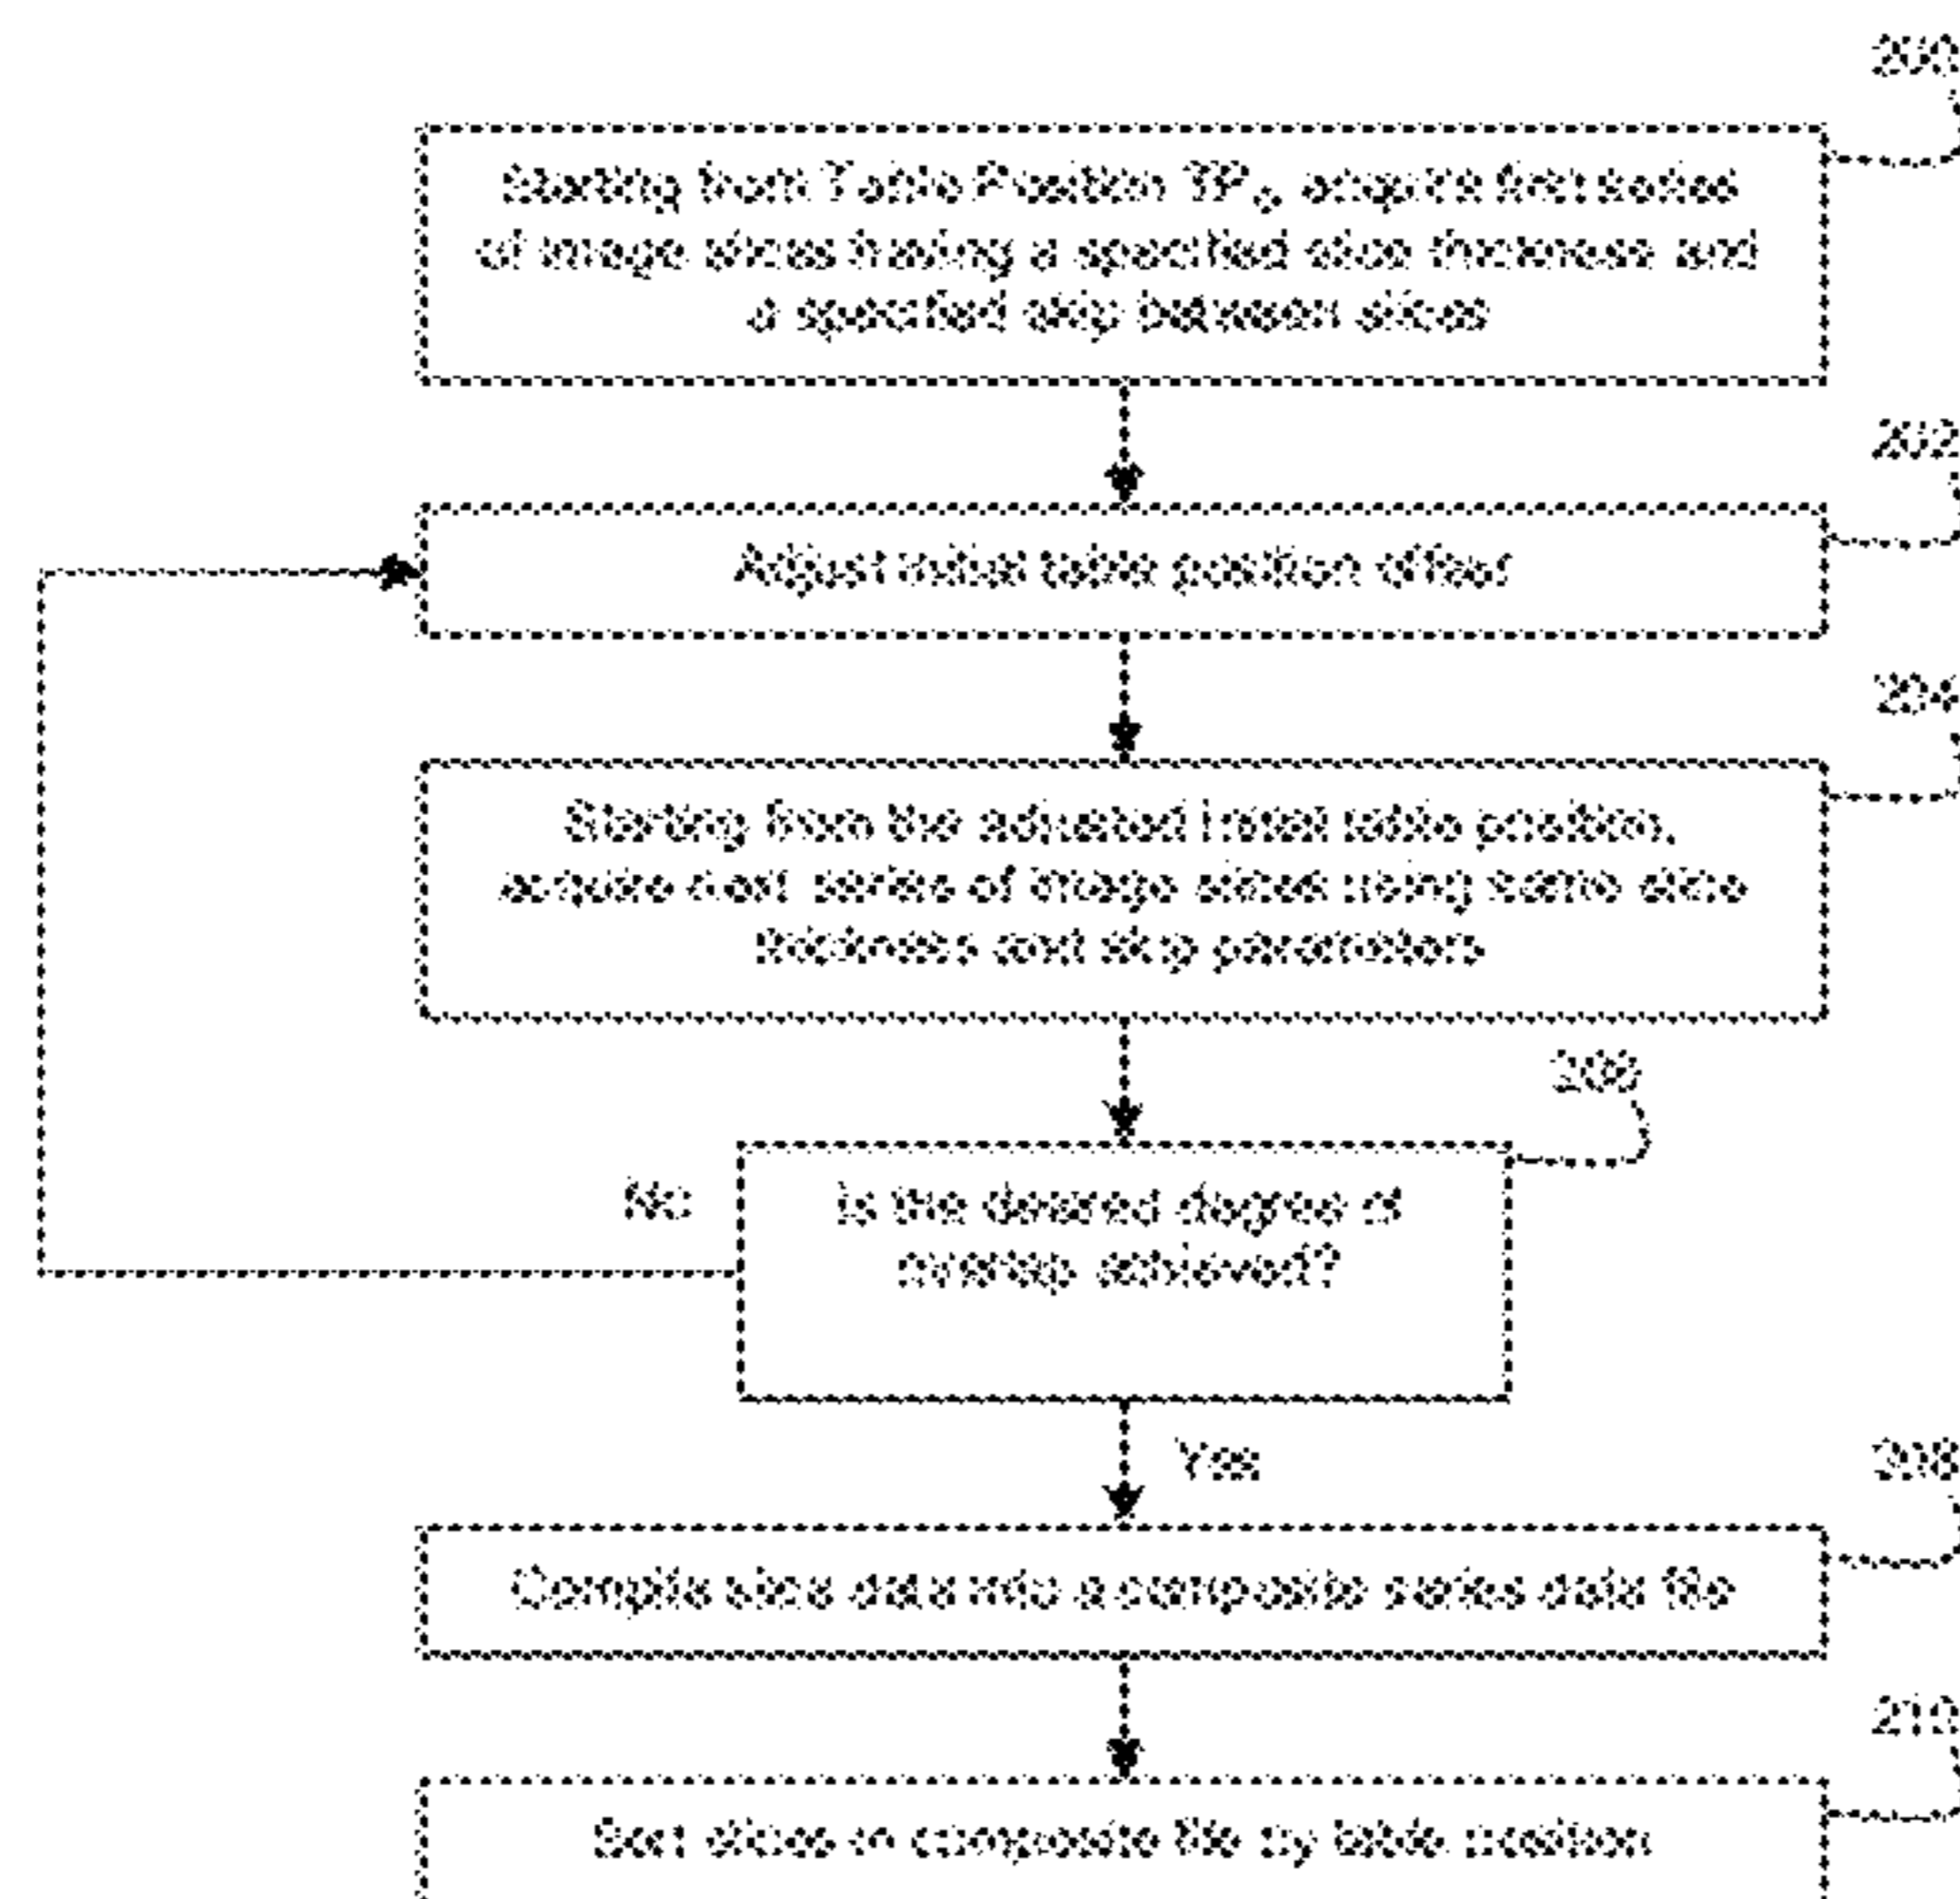 200
Starting from Table Position TP₀, acquire first series
of image slices having a specified slice thickness and
a specified skip between slices
202
Adjust initial table position offset
204
Starting from the adjusted initial table position,
acquire next series of image slices using same slice
thickness and skip parameters
206
No
Is the desired degree of
overlap achieved?
Yes
208
Compile slice data into a composite series data file
210
Sort slices in composite file by table position